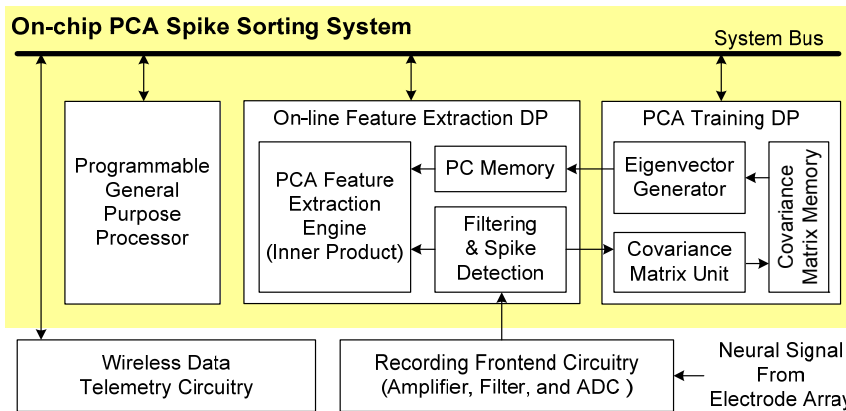 On-chip PCA Spike Sorting System
System Bus
Programmable
General
Purpose
Processor
On-line Feature Extraction DP
PCA Feature
Extraction
Engine
(Inner Product)
PC Memory
Filtering
& Spike
Detection
PCA Training DP
Eigenvector
Generator
Covariance
Matrix Unit
Covariance
Matrix Memory
Wireless Data
Telemetry Circuitry
Recording Frontend Circuitry
(Amplifier, Filter, and ADC )
Neural Signal
From
Electrode Array